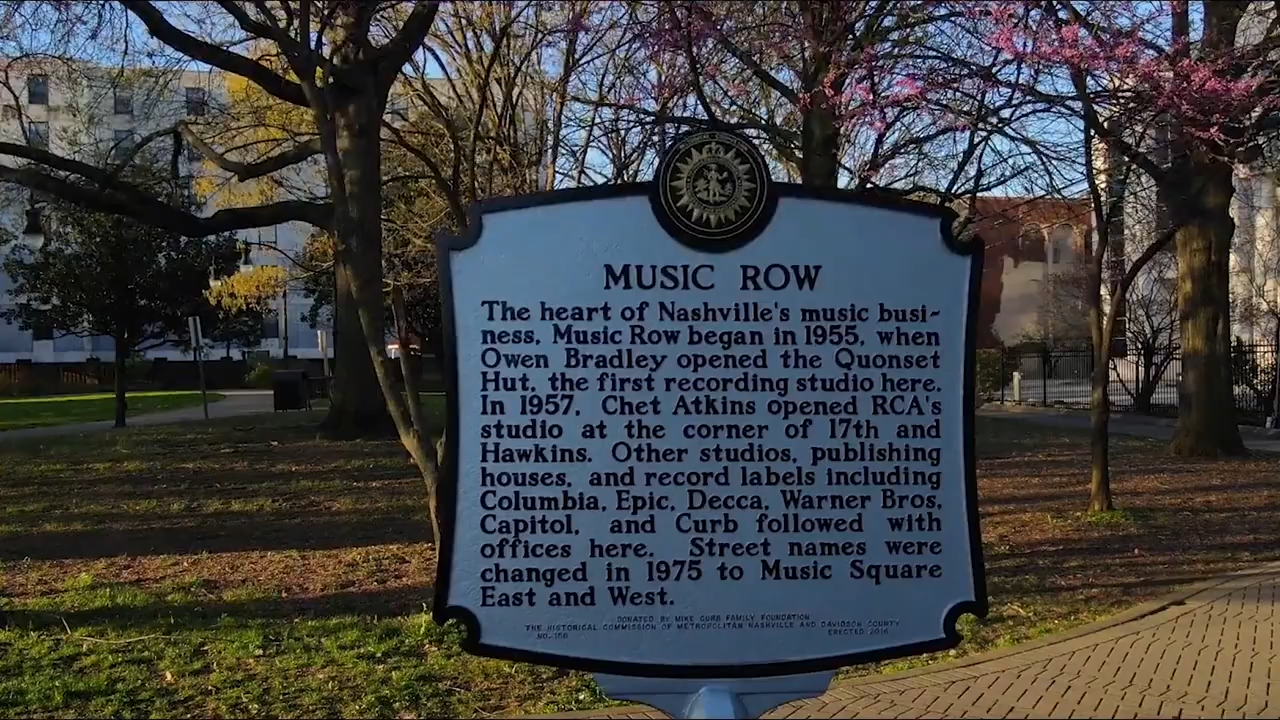 MUSIC ROW
The heart of Nashville's music busi-
ness, Music Row began in 1955, when
Owen Bradley opened the Quonset
Hut, the first recording studio here.
In 1957, Chet Atkins opened RCA's
studio at the corner of 17th and
Hawkins. Other studios, publishing
houses, and record labels including
Columbia, Epic, Decca, Warner Bros,
Capitol, and Curb followed with
offices here. Street names were
changed in 1975 to Music Square
East and West.
DONATED BY MIKE CURB FAMILY FOUNDATION
THE HISTORICAL COMMISSION OF METROPOLITAN NASHVILLE AND DAVIDSON COUNTY
NO. 156 ERECTED 2016